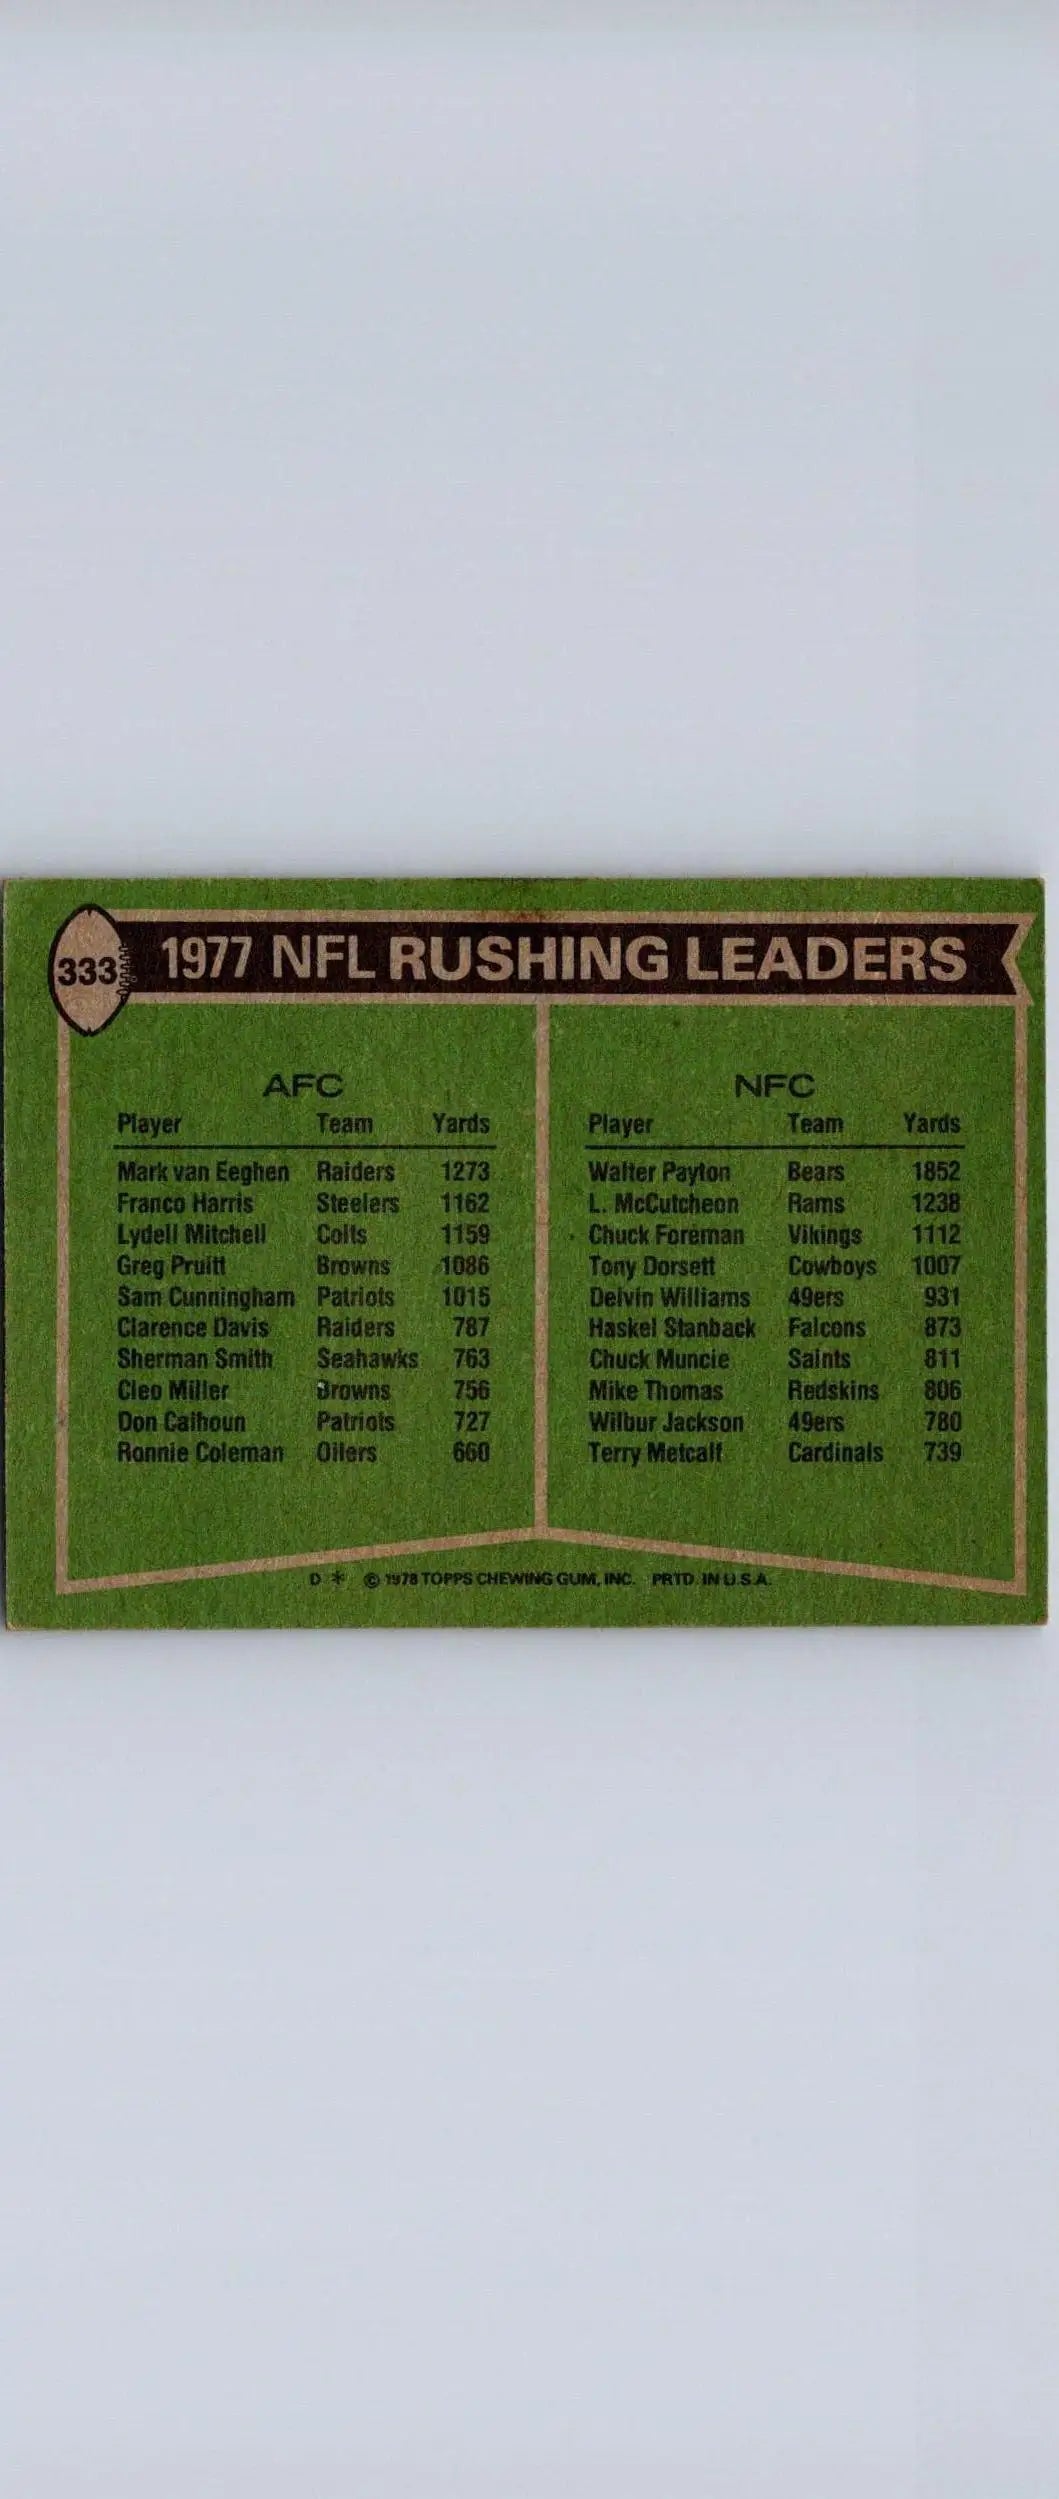 333 1977 NFL RUSHING LEADERS
AFC
Player Team Yards
Mark van Eeghen Raiders 1273
Franco Harris Steelers 1162
Lydell Mitchell Colts 1159
Greg Pruitt Browns 1086
Sam Cunningham Patriots 1015
Clarence Davis Raiders 787
Sherman Smith Seahawks 763
Cleo Miller Browns 756
Don Calhoun Patriots 727
Ronnie Coleman Oilers 660
NFC
Player Team Yards
Walter Payton Bears 1852
L. McCutcheon Rams 1238
Chuck Foreman Vikings 1112
Tony Dorsett Cowboys 1007
Delvin Williams 49ers 931
Haskel Stanback Falcons 873
Chuck Muncie Saints 811
Mike Thomas Redskins 806
Wilbur Jackson 49ers 780
Terry Metcalf Cardinals 739
D * © 1978 TOPPS CHEWING GUM, INC. PRTD. IN U.S.A.